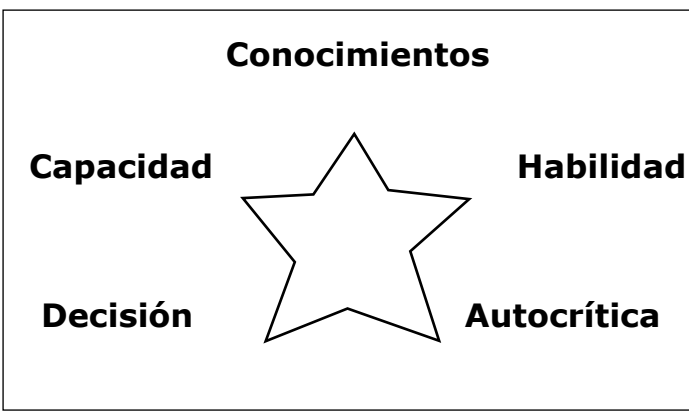 Conocimientos
Capacidad
Habilidad
Decisión
Autocrítica